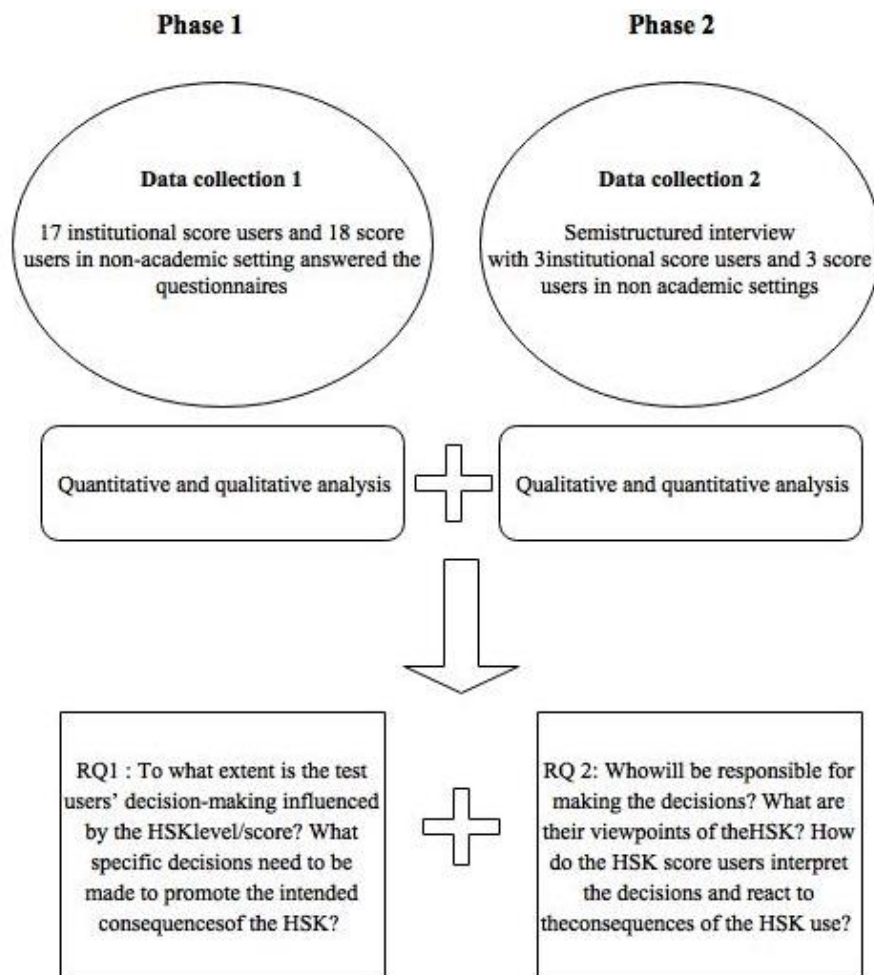 Phase 1
Phase 2
Data collection 1
17 institutional score users and 18 score
users in non-academic setting answered the
questionnaires
Data collection 2
Semistructured interview
with 3institutional score users and 3 score
users in non academic settings
Quantitative and qualitative analysis
Qualitative and quantitative analysis
RQ1 : To what extent is the test
users’ decision-making influenced
by the HSKlevel/score? What
specific decisions need to be
made to promote the intended
consequencesof the HSK?
RQ 2: Whowill be responsible for
making the decisions? What are
their viewpoints of theHSK? How
do the HSK score users interpret
the decisions and react to
theconsequences of the HSK use?